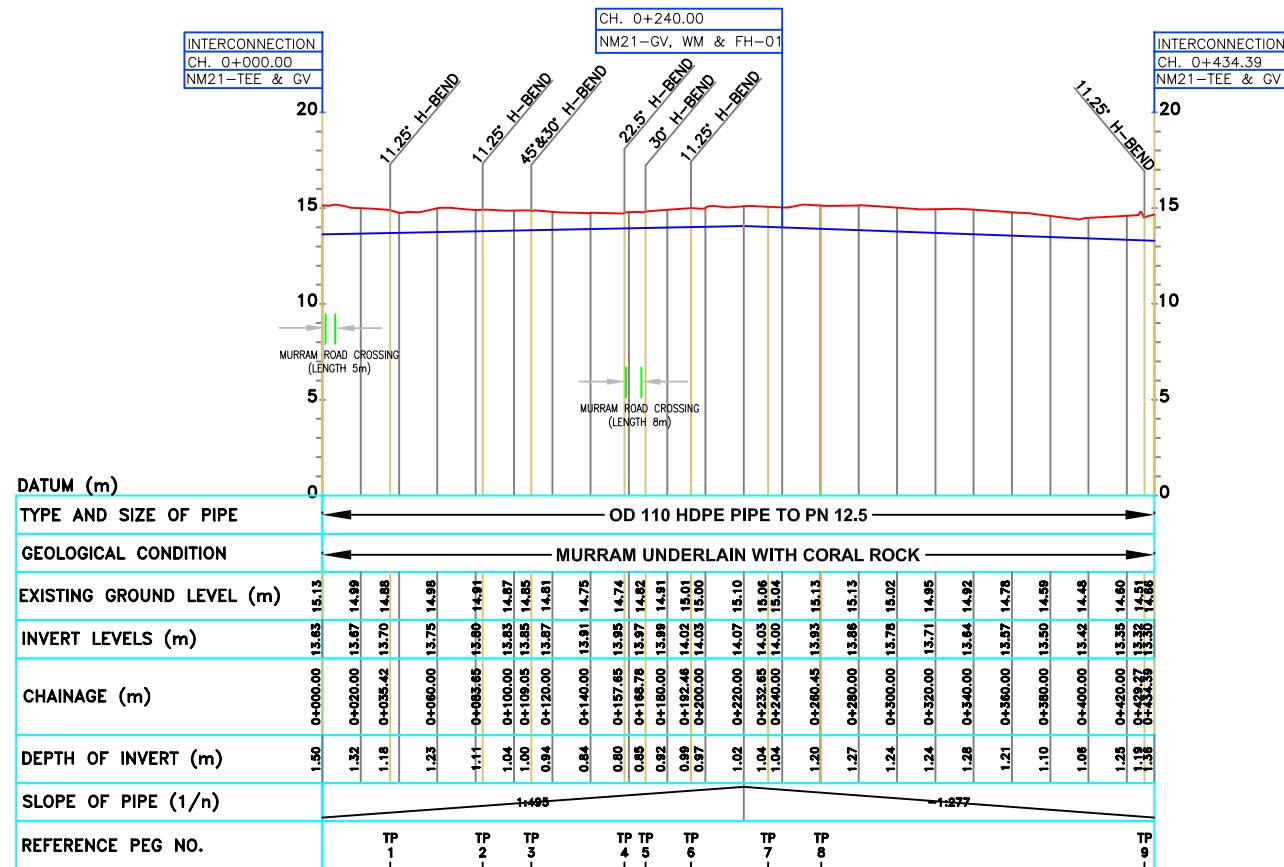 CH. 0+240.00
NM21-GV, WM & FH-01
INTERCONNECTION
CH. 0+000.00
NM21-TEE & GV
INTERCONNECTION
CH. 0+434.39
NM21-TEE & GV
11.25° H-BEND
11.25° H-BEND
45°&30° H-BEND
22.5° H-BEND
30° H-BEND
11.25° H-BEND
11.25° H-BEND
20 20
15 15
10 10
5 5
0 0
MURRAM ROAD CROSSING
(LENGTH 5m)
MURRAM ROAD CROSSING
(LENGTH 8m)
DATUM (m)
TYPE AND SIZE OF PIPE OD 110 HDPE PIPE TO PN 12.5
GEOLOGICAL CONDITION MURRAM UNDERLAIN WITH CORAL ROCK
EXISTING GROUND LEVEL (m) 15.13 14.99 14.88 14.98 14.91 14.87 14.85 14.81 14.75 14.74 14.82 14.91 15.01 15.00 15.10 15.06 15.04 15.13 15.13 15.02 14.95 14.92 14.78 14.59 14.48 14.60 14.51 14.66
INVERT LEVELS (m) 13.63 13.67 13.70 13.75 13.80 13.83 13.85 13.87 13.91 13.95 13.97 13.99 14.02 14.03 14.07 14.03 14.00 13.93 13.86 13.78 13.71 13.64 13.57 13.50 13.42 13.35 13.32 13.30
CHAINAGE (m) 0+000.00 0+020.00 0+035.42 0+060.00 0+083.65 0+100.00 0+109.05 0+120.00 0+140.00 0+157.65 0+168.78 0+180.00 0+192.46 0+200.00 0+220.00 0+232.65 0+240.00 0+260.45 0+280.00 0+300.00 0+320.00 0+340.00 0+360.00 0+380.00 0+400.00 0+420.00 0+429.27 0+434.39
DEPTH OF INVERT (m) 1.50 1.32 1.18 1.23 1.11 1.04 1.00 0.94 0.84 0.80 0.85 0.92 0.99 0.97 1.02 1.04 1.04 1.20 1.27 1.24 1.24 1.28 1.21 1.10 1.06 1.25 1.19 1.36
SLOPE OF PIPE (1/n) 1:495 -1:277
REFERENCE PEG NO. TP 1 TP 2 TP 3 TP 4 TP 5 TP 6 TP 7 TP 8 TP 9